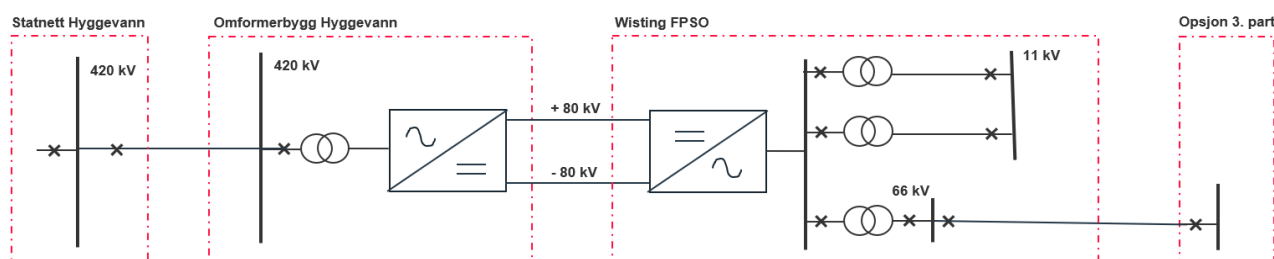 Statnett Hyggevann
Omformerbygg Hyggevann
Wisting FPSO
Opsjon 3. part
420 kV
420 kV
11 kV
+ 80 kV
- 80 kV
66 kV